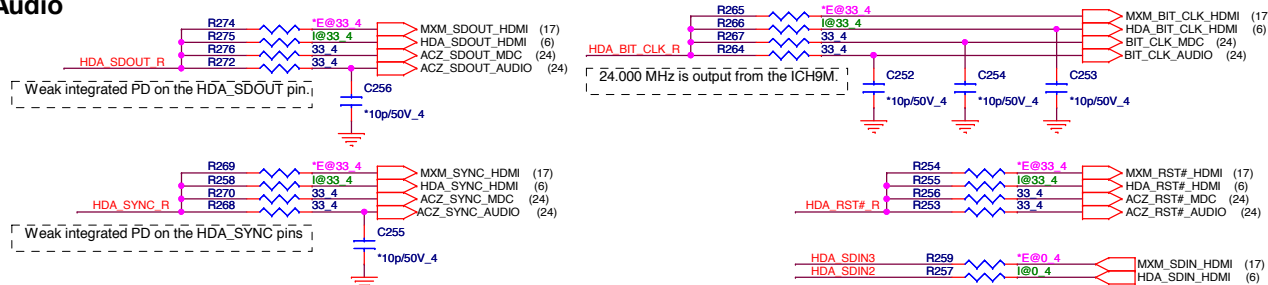 Audio
R274 *E@33_4 MXM_SDOUT_HDMI (17)
R275 I@33_4 HDA_SDOUT_HDMI (6)
R276 33_4 ACZ_SDOUT_MDC (24)
HDA_SDOUT_R R272 33_4 ACZ_SDOUT_AUDIO (24)
Weak integrated PD on the HDA_SDOUT pin.
C256
*10p/50V_4
R265 *E@33_4 MXM_BIT_CLK_HDMI (17
R266 I@33_4 HDA_BIT_CLK_HDMI (6)
R267 33_4 BIT_CLK_MDC (24)
HDA_BIT_CLK_R R264 33_4 BIT_CLK_AUDIO (24)
24.000 MHz is output from the ICH9M.
C252 C254 C253
*10p/50V_4 *10p/50V_4 *10p/50V_4
R269 *E@33_4 MXM_SYNC_HDMI (17)
R258 I@33_4 HDA_SYNC_HDMI (6)
R270 33_4 ACZ_SYNC_MDC (24)
HDA_SYNC_R R268 33_4 ACZ_SYNC_AUDIO (24)
Weak integrated PD on the HDA_SYNC pins
C255
*10p/50V_4
R254 *E@33_4 MXM_RST#_HDMI (17)
R255 I@33_4 HDA_RST#_HDMI (6)
R256 33_4 ACZ_RST#_MDC (24)
HDA_RST#_R R253 33_4 ACZ_RST#_AUDIO (24)
HDA_SDIN3 R259 *E@0_4 MXM_SDIN_HDMI (17)
HDA_SDIN2 R257 I@0_4 HDA_SDIN_HDMI (6)